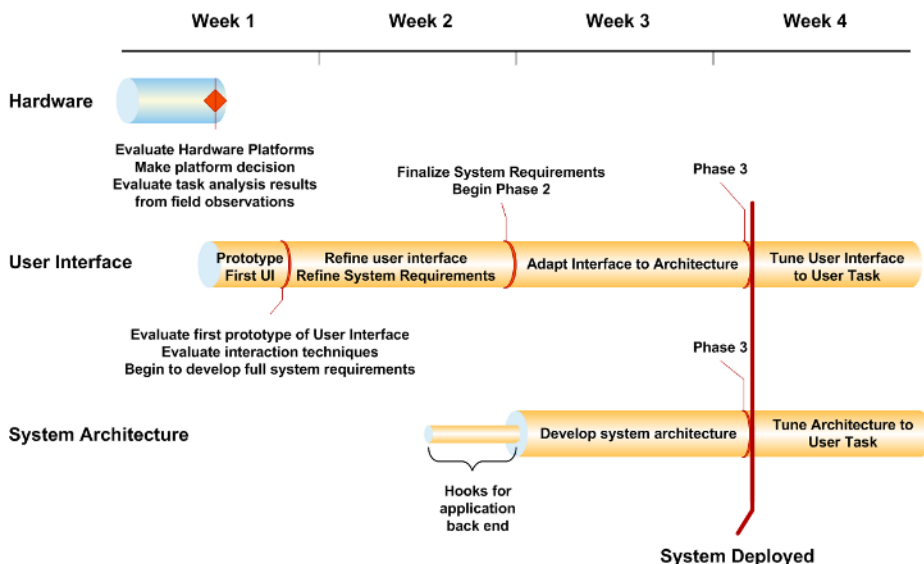 Week 1
Week 2
Week 3
Week 4
Hardware
Evaluate Hardware Platforms
Make platform decision
Evaluate task analysis results
from field observations
Finalize System Requirements
Begin Phase 2
Phase 3
User Interface
Prototype
First UI
Refine user interface
Refine System Requirements
Adapt Interface to Architecture
Tune User Interface
to User Task
Evaluate first prototype of User Interface
Evaluate interaction techniques
Begin to develop full system requirements
Phase 3
System Architecture
Develop system architecture
Tune Architecture to
User Task
Hooks for
application
back end
System Deployed